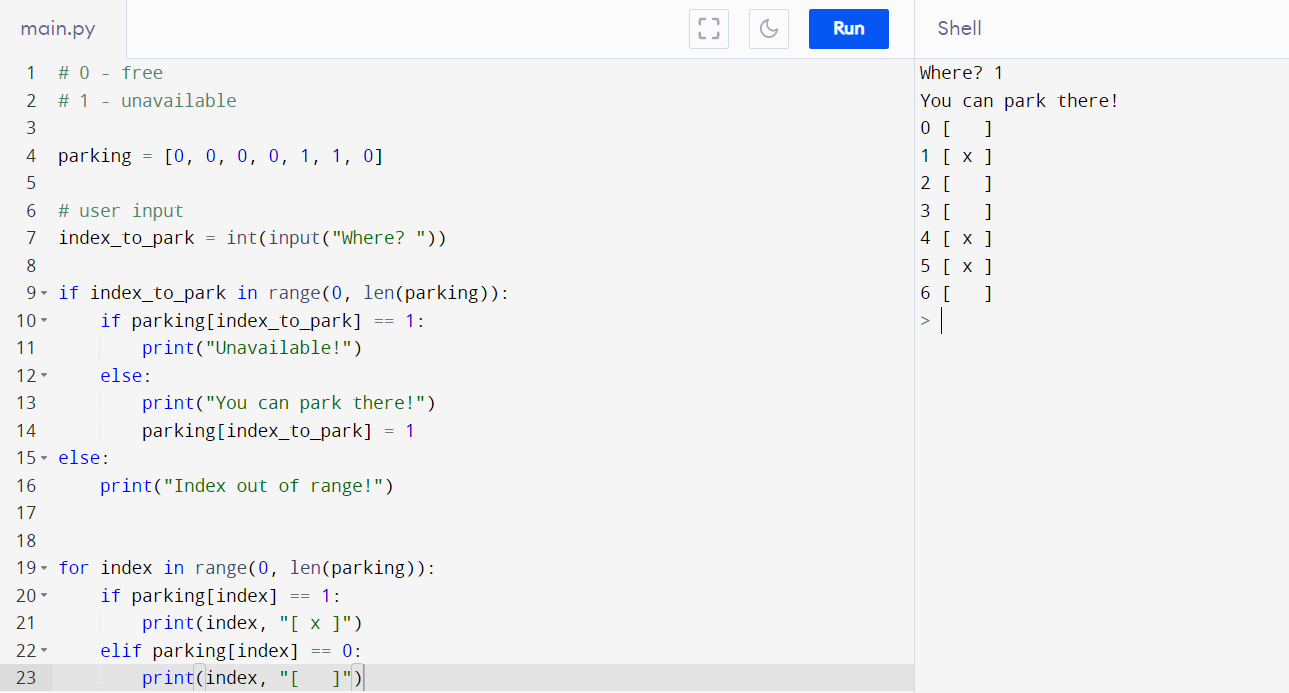 main.py
Run
Shell
1 # 0 - free
2 # 1 - unavailable
3
4 parking = [0, 0, 0, 0, 1, 1, 0]
5
6 # user input
7 index_to_park = int(input("Where? "))
8
9 if index_to_park in range(0, len(parking)):
10     if parking[index_to_park] == 1:
11         print("Unavailable!")
12     else:
13         print("You can park there!")
14         parking[index_to_park] = 1
15 else:
16     print("Index out of range!")
17
18
19 for index in range(0, len(parking)):
20     if parking[index] == 1:
21         print(index, "[ x ]")
22     elif parking[index] == 0:
23         print(index, "[   ]")
Where? 1
You can park there!
0 [   ]
1 [ x ]
2 [   ]
3 [   ]
4 [ x ]
5 [ x ]
6 [   ]
>